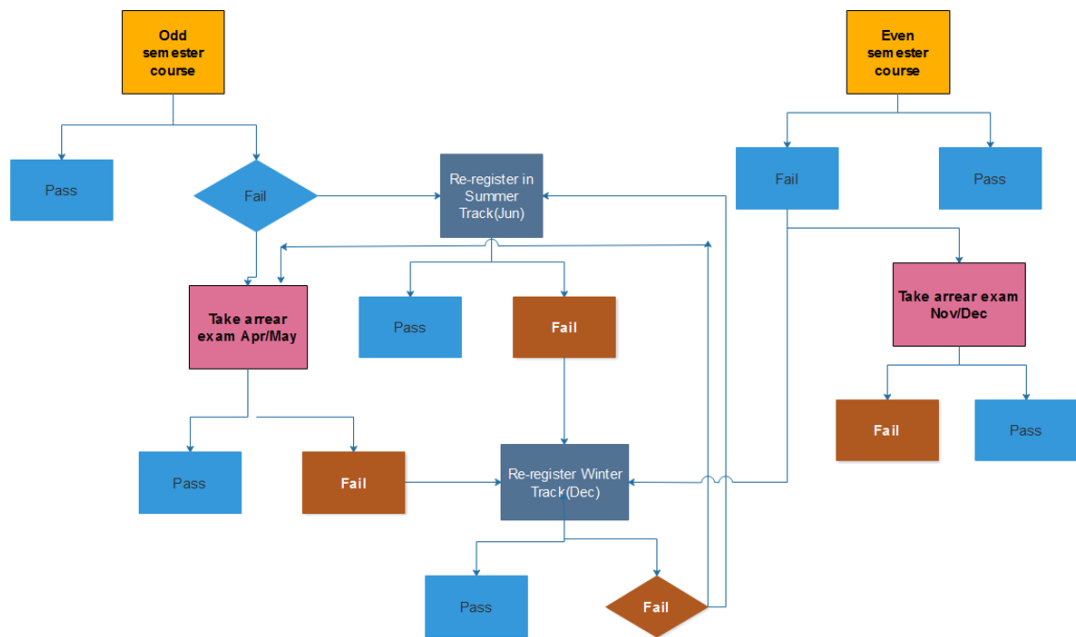 Odd
semester
course
Even
semester
course
Pass
Fail
Re-register in
Summer
Track(Jun)
Fail
Pass
Take arrear
exam Apr/May
Pass
Fail
Take arrear exam
Nov/Dec
Fail
Pass
Pass
Fail
Re-register Winter
Track(Dec)
Pass
Fail